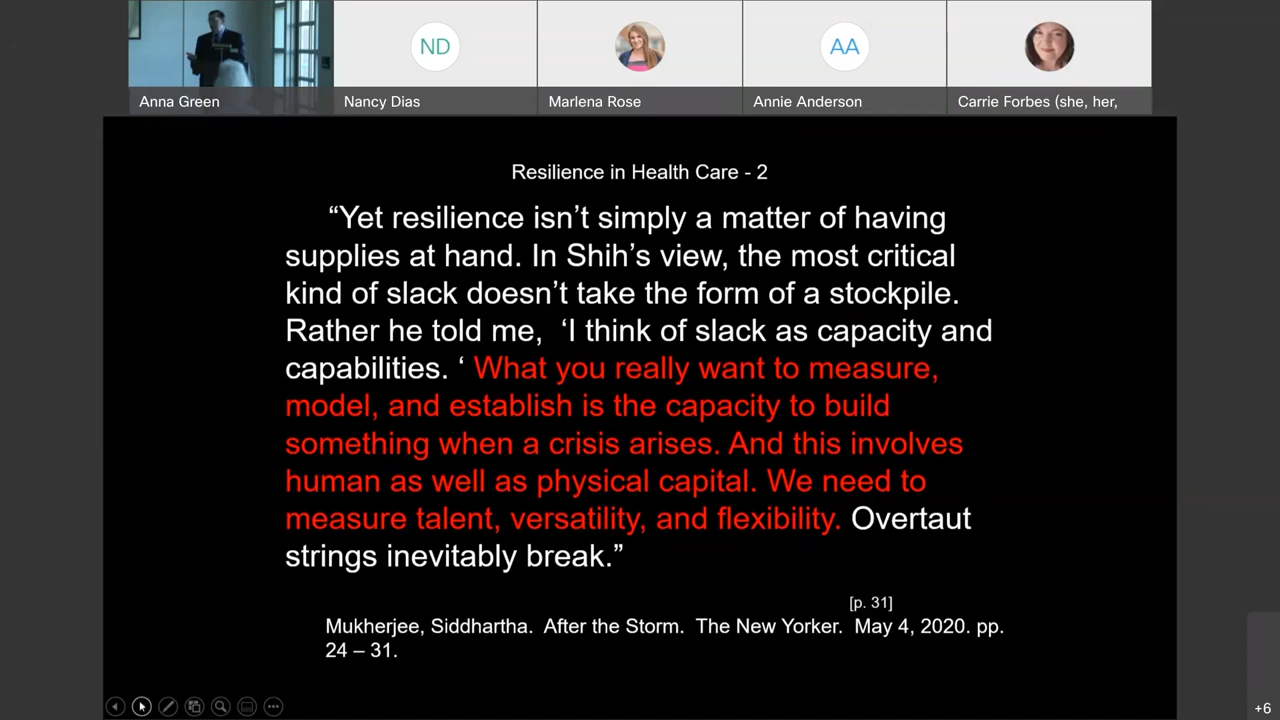 ND
AA
Anna Green
Nancy Dias
Marlena Rose
Annie Anderson
Carrie Forbes (she, her,
Resilience in Health Care - 2
“Yet resilience isn’t simply a matter of having
supplies at hand. In Shih’s view, the most critical
kind of slack doesn’t take the form of a stockpile.
Rather he told me, ‘I think of slack as capacity and
capabilities. ‘ What you really want to measure,
model, and establish is the capacity to build
something when a crisis arises. And this involves
human as well as physical capital. We need to
measure talent, versatility, and flexibility. Overtaut
strings inevitably break.”
[p. 31]
Mukherjee, Siddhartha. After the Storm. The New Yorker. May 4, 2020. pp.
24 – 31.
+6